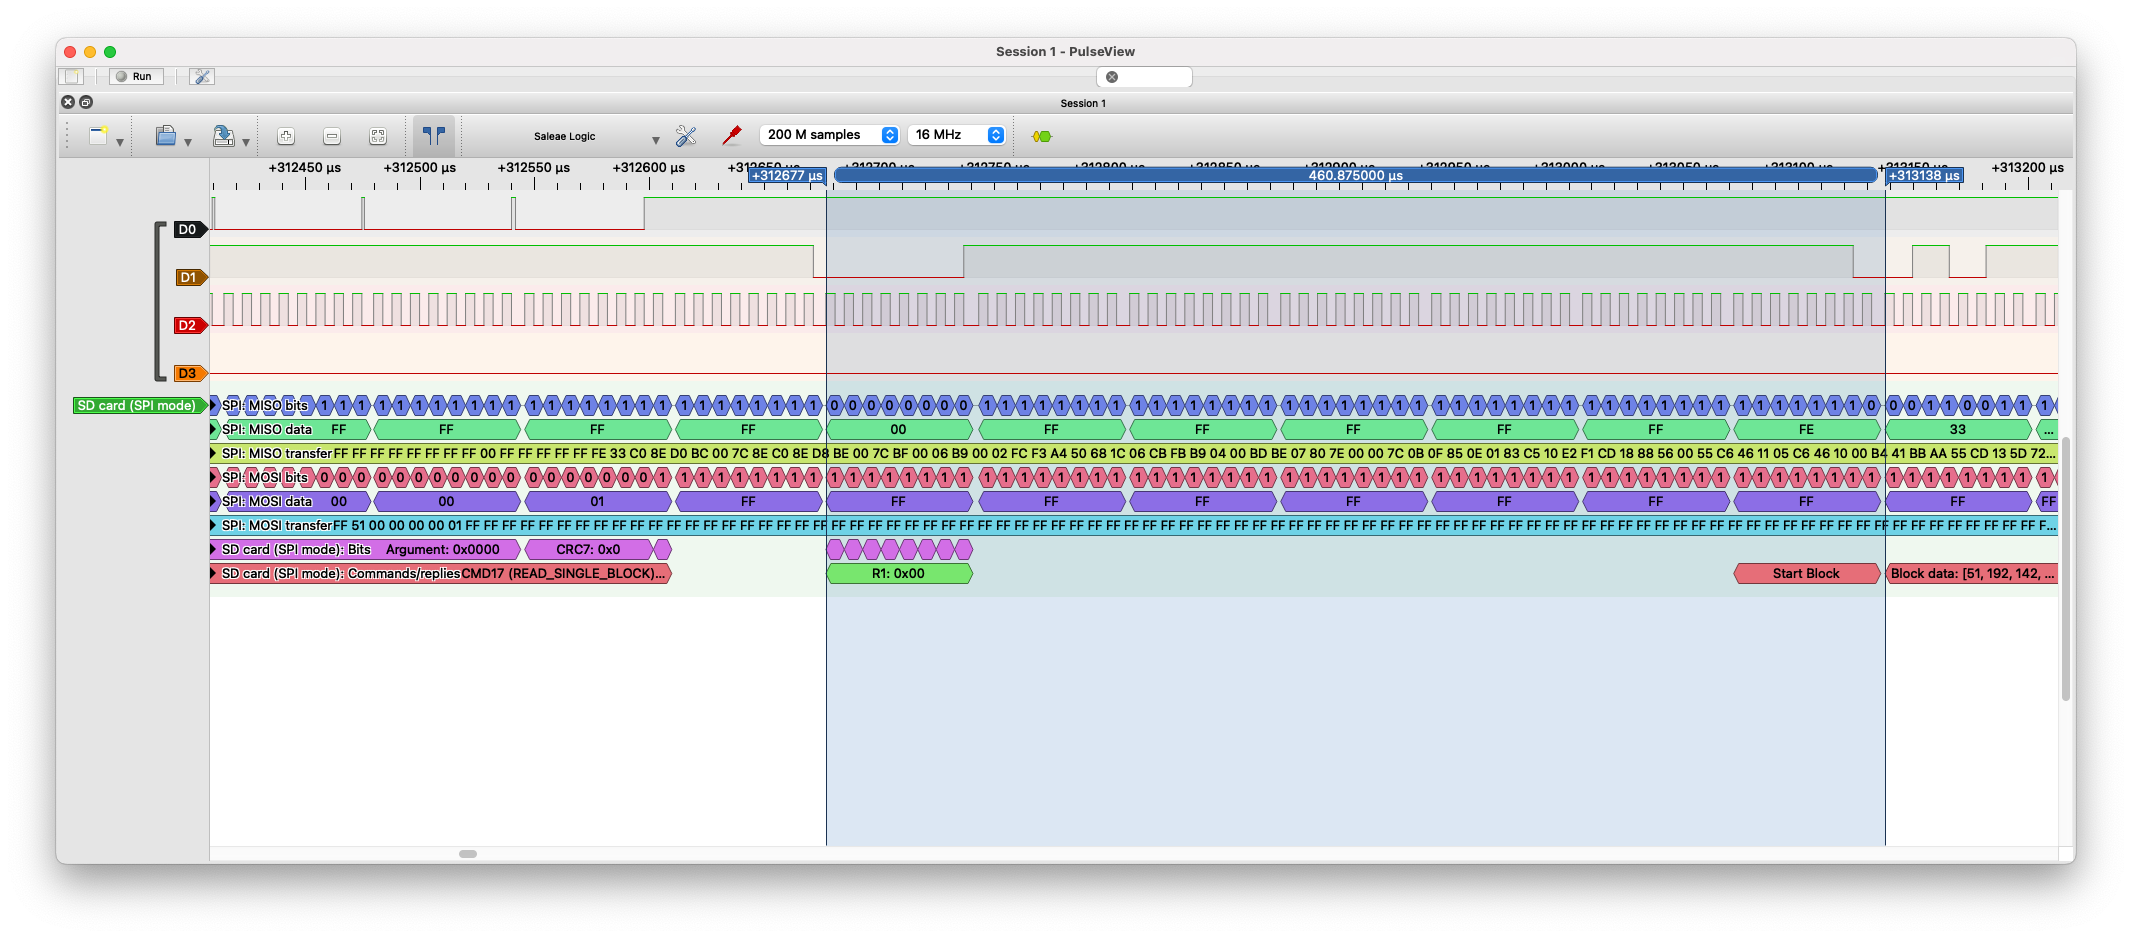 Session 1 - PulseView
Run
Session 1
Saleae Logic
200 M samples
16 MHz
+312450 µs +312500 µs +312550 µs +312600 µs +312650 µs +312700 µs +312750 µs +312800 µs +312850 µs +312900 µs +312950 µs +313000 µs +313050 µs +313100 µs +313150 µs +313200 µs
+312677 µs 460.875000 µs +313138 µs
D0
D1
D2
D3
SD card (SPI mode)
SPI: MISO bits 1 1 1 1 1 1 1 1 1 1 1 1 1 1 1 1 1 1 1 1 1 1 1 1 1 1 1 0 0 0 0 0 0 0 0 1 1 1 1 1 1 1 1 1 1 1 1 1 1 1 1 1 1 1 1 1 1 1 1 1 1 1 1 1 1 1 1 1 1 1 1 1 1 1 1 1 1 1 1 1 1 1 0 0 0 1 1 0 0 1 1 1
SPI: MISO data FF FF FF FF 00 FF FF FF FF FF FE 33 ...
SPI: MISO transfer FF FF FF FF FF FF FF FF 00 FF FF FF FF FF FE 33 C0 8E D0 BC 00 7C 8E C0 8E D8 BE 00 7C BF 00 06 B9 00 02 FC F3 A4 50 68 1C 06 CB FB B9 04 00 BD BE 07 80 7E 00 00 7C 0B 0F 85 0E 01 83 C5 10 E2 F1 CD 18 88 56 00 55 C6 46 11 05 C6 46 10 00 B4 41 BB AA 55 CD 13 5D 72...
SPI: MOSI bits 0 0 0 0 0 0 0 0 0 0 0 0 0 0 0 0 0 0 1 1 1 1 1 1 1 1 1 1 1 1 1 1 1 1 1 1 1 1 1 1 1 1 1 1 1 1 1 1 1 1 1 1 1 1 1 1 1 1 1 1 1 1 1 1 1 1 1 1 1 1 1 1 1 1 1 1 1 1 1 1 1 1 1 1 1 1 1 1 1 1 1 1
SPI: MOSI data 00 00 01 FF FF FF FF FF FF FF FF FF FF
SPI: MOSI transfer FF 51 00 00 00 00 01 FF FF FF FF FF FF FF FF FF FF FF FF FF FF FF FF FF FF FF FF FF FF FF FF FF FF FF FF FF FF FF FF FF FF FF FF FF FF FF FF FF FF FF FF FF FF FF FF FF FF FF FF FF FF FF FF FF FF FF FF FF FF FF FF FF FF FF FF FF FF FF FF FF FF FF FF FF FF FF FF FF FF FF FF FF FF F...
SD card (SPI mode): Bits Argument: 0x0000 CRC7: 0x0
SD card (SPI mode): Commands/replies CMD17 (READ_SINGLE_BLOCK)... R1: 0x00 Start Block Block data: [51, 192, 142, ...